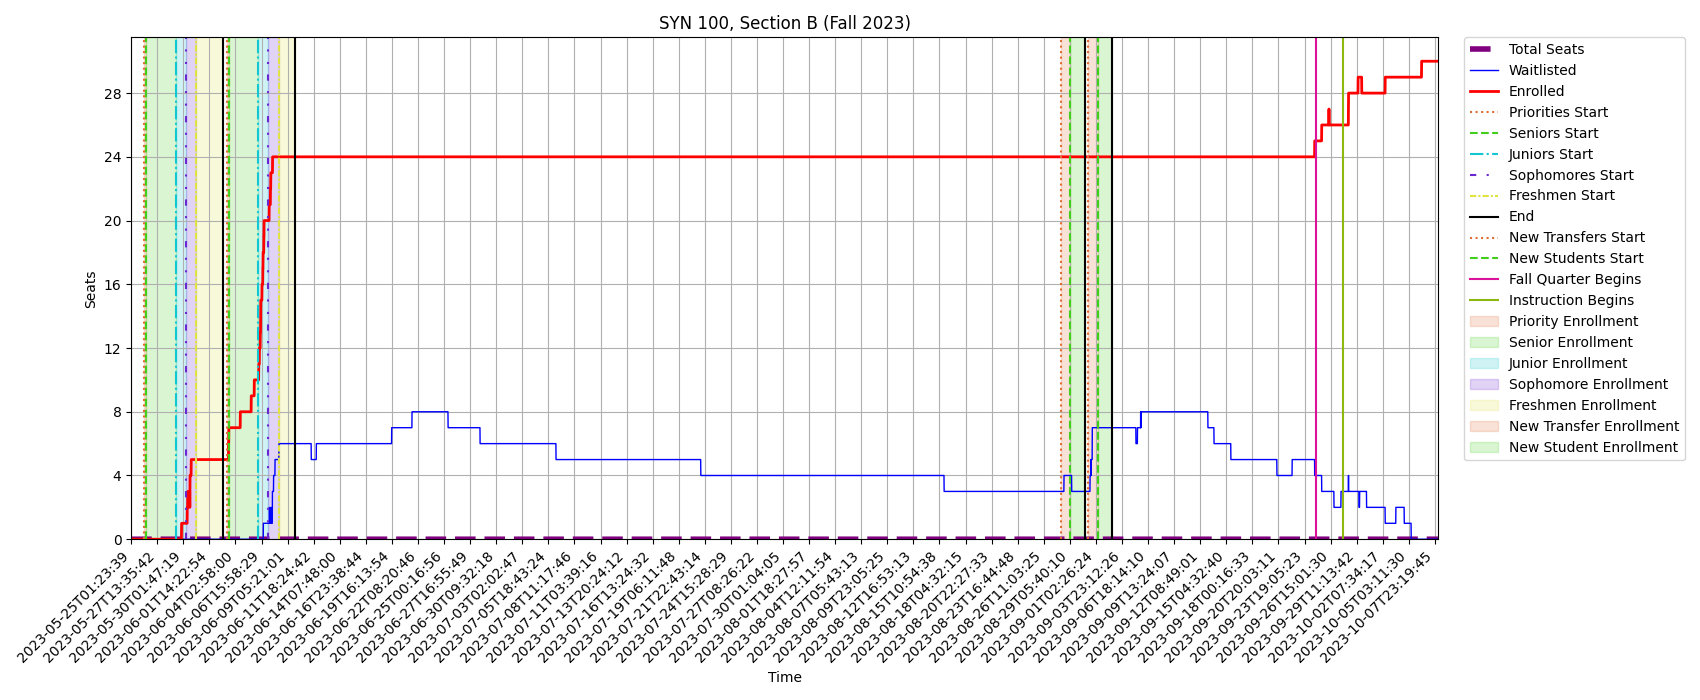 SYN 100, Section B (Fall 2023)
Seats
28
24
20
16
12
8
4
0
2023-05-25T01:23:39
2023-05-27T13:35:42
2023-05-30T01:47:19
2023-06-01T14:22:54
2023-06-04T02:58:00
2023-06-06T15:58:29
2023-06-09T05:21:01
2023-06-11T18:24:42
2023-06-14T07:48:00
2023-06-16T23:38:44
2023-06-19T16:13:54
2023-06-22T08:20:46
2023-06-25T00:16:56
2023-06-27T16:55:49
2023-06-30T09:32:18
2023-07-03T02:02:47
2023-07-05T18:43:24
2023-07-08T11:17:46
2023-07-11T03:39:16
2023-07-13T20:24:12
2023-07-16T13:24:32
2023-07-19T06:11:48
2023-07-21T22:43:14
2023-07-24T15:28:29
2023-07-27T08:26:22
2023-07-30T01:04:05
2023-08-01T18:27:57
2023-08-04T12:11:54
2023-08-07T05:43:13
2023-08-09T23:05:25
2023-08-12T16:53:13
2023-08-15T10:54:38
2023-08-18T04:32:15
2023-08-20T22:27:33
2023-08-23T16:44:48
2023-08-26T11:03:25
2023-08-29T05:40:10
2023-09-01T02:26:24
2023-09-03T23:12:26
2023-09-06T18:14:10
2023-09-09T13:24:07
2023-09-12T08:49:01
2023-09-15T04:32:40
2023-09-18T00:16:33
2023-09-20T20:03:11
2023-09-23T19:05:23
2023-09-26T15:01:30
2023-09-29T11:13:42
2023-10-02T07:34:17
2023-10-05T03:11:30
2023-10-07T23:19:45
Time
Total Seats
Waitlisted
Enrolled
Priorities Start
Seniors Start
Juniors Start
Sophomores Start
Freshmen Start
End
New Transfers Start
New Students Start
Fall Quarter Begins
Instruction Begins
Priority Enrollment
Senior Enrollment
Junior Enrollment
Sophomore Enrollment
Freshmen Enrollment
New Transfer Enrollment
New Student Enrollment